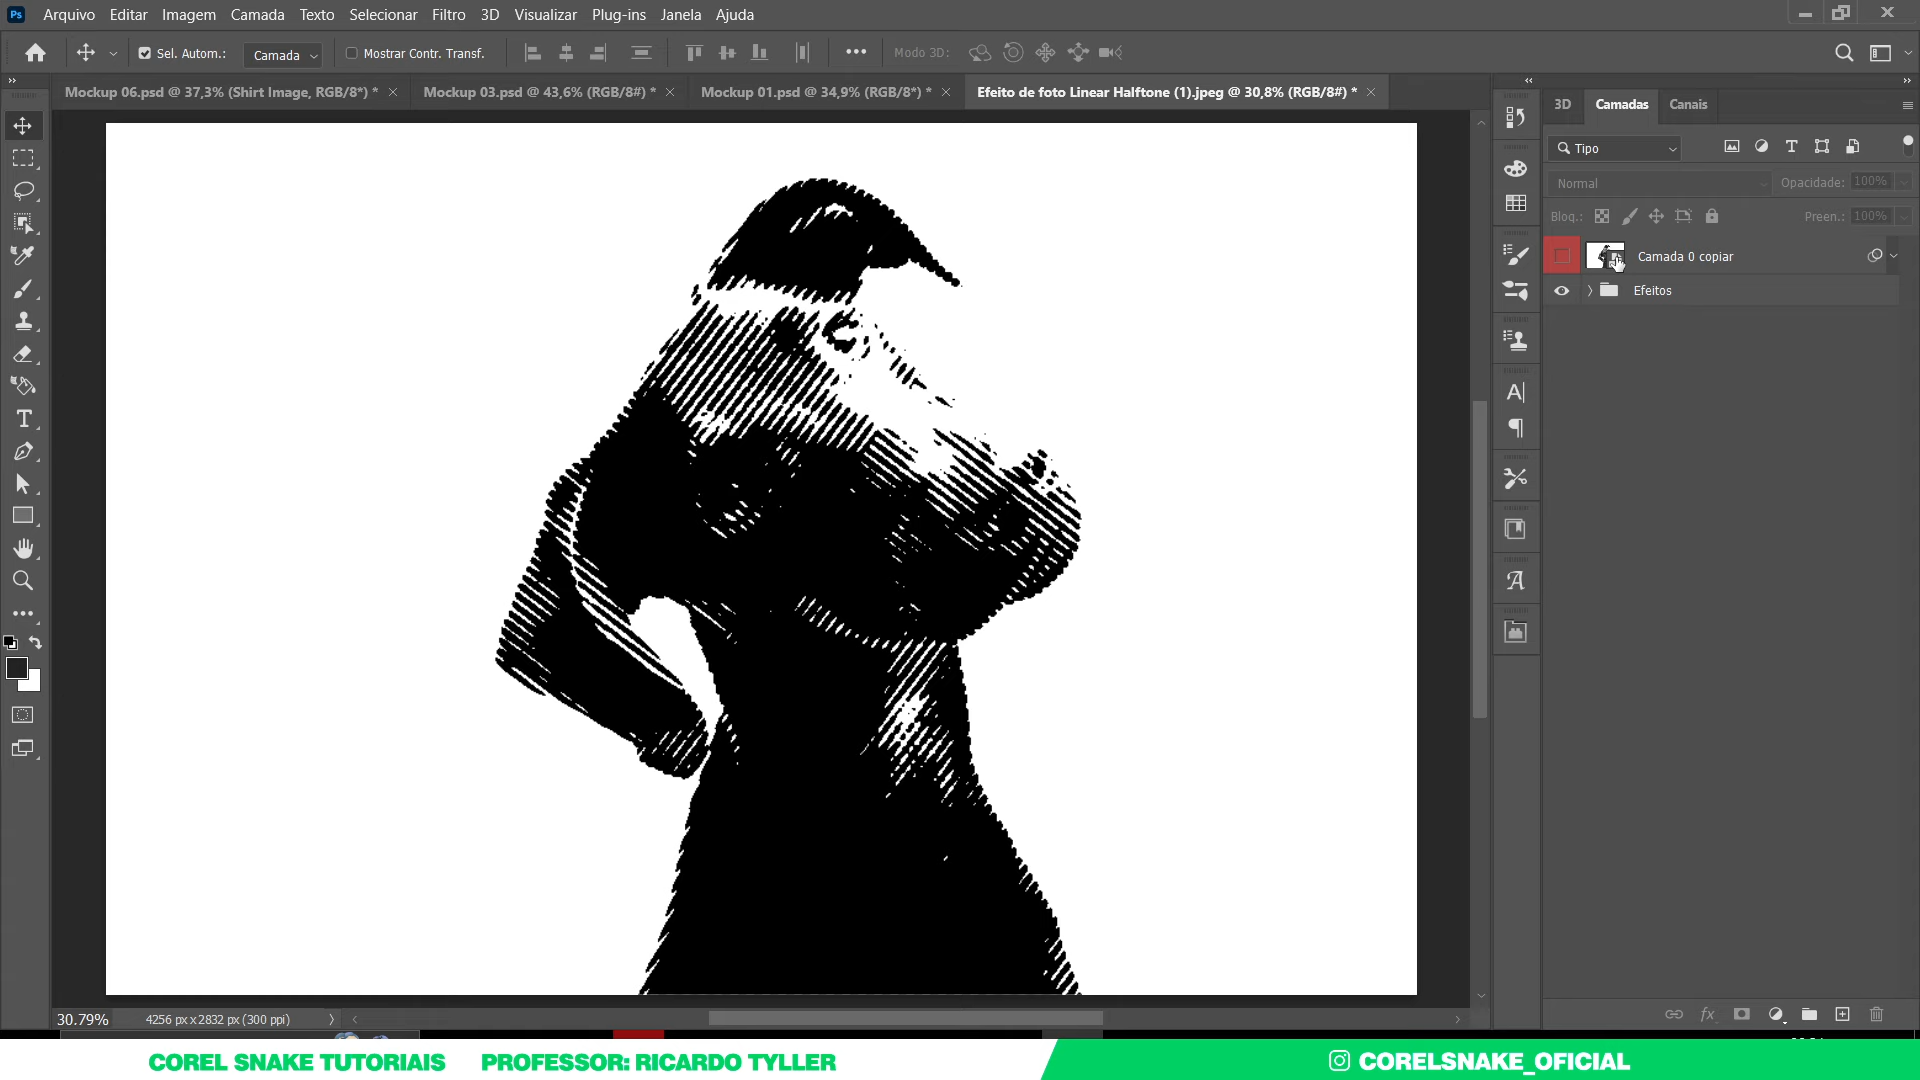 Ps Arquivo Editar Imagem Camada Texto Selecionar Filtro 3D Visualizar Plug-ins Janela Ajuda
Sel. Autom.: Camada Mostrar Contr. Transf. Modo 3D:
Mockup 06.psd @ 37,3% (Shirt Image, RGB/8*) * Mockup 03.psd @ 43,6% (RGB/8#) * Mockup 01.psd @ 34,9% (RGB/8*) * Efeito de foto Linear Halftone (1).jpeg @ 30,8% (RGB/8#) *
3D Camadas Canais
Tipo
Normal Opacidade: 100%
Bloq.: Preen.: 100%
Camada 0 copiar
Efeitos
30.79% 4256 px x 2832 px (300 ppi)
COREL SNAKE TUTORIAIS PROFESSOR: RICARDO TYLLER CORELSNAKE_OFICIAL